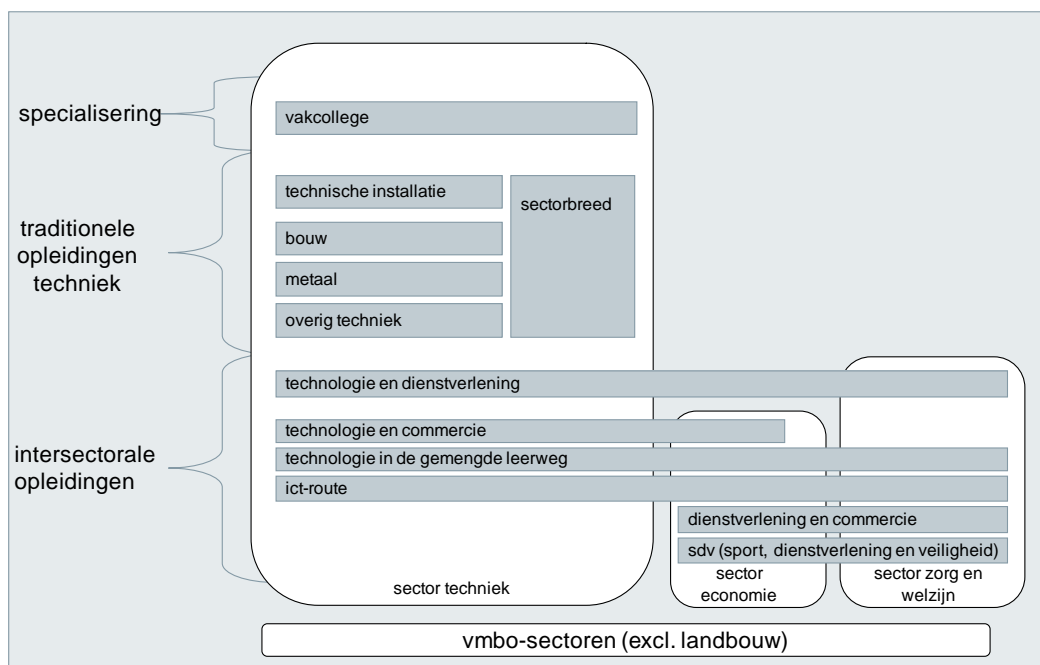 specialisering
vakcollege
traditionele
opleidingen
techniek
technische installatie
sectorbreed
bouw
metaal
overig techniek
intersectorale
opleidingen
technologie en dienstverlening
technologie en commercie
technologie in de gemengde leerweg
ict-route
dienstverlening en commercie
sdv (sport, dienstverlening en veiligheid)
sector techniek
sector
economie
sector zorg en
welzijn
vmbo-sectoren (excl. landbouw)